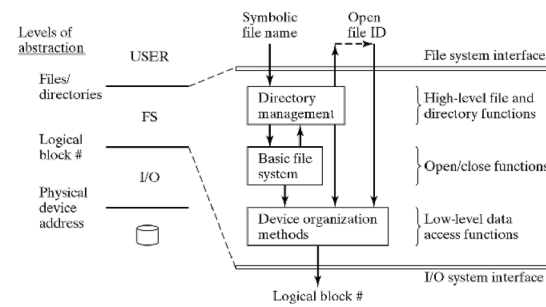 Symbolic
file name
Open
file ID
Levels of
abstraction
USER
File system interface
Files/
directories
Directory
management
High-level file and
directory functions
FS
Logical
block #
Basic file
system
Open/close functions
I/O
Physical
device
address
Device organization
methods
Low-level data
access functions
I/O system interface
Logical block #